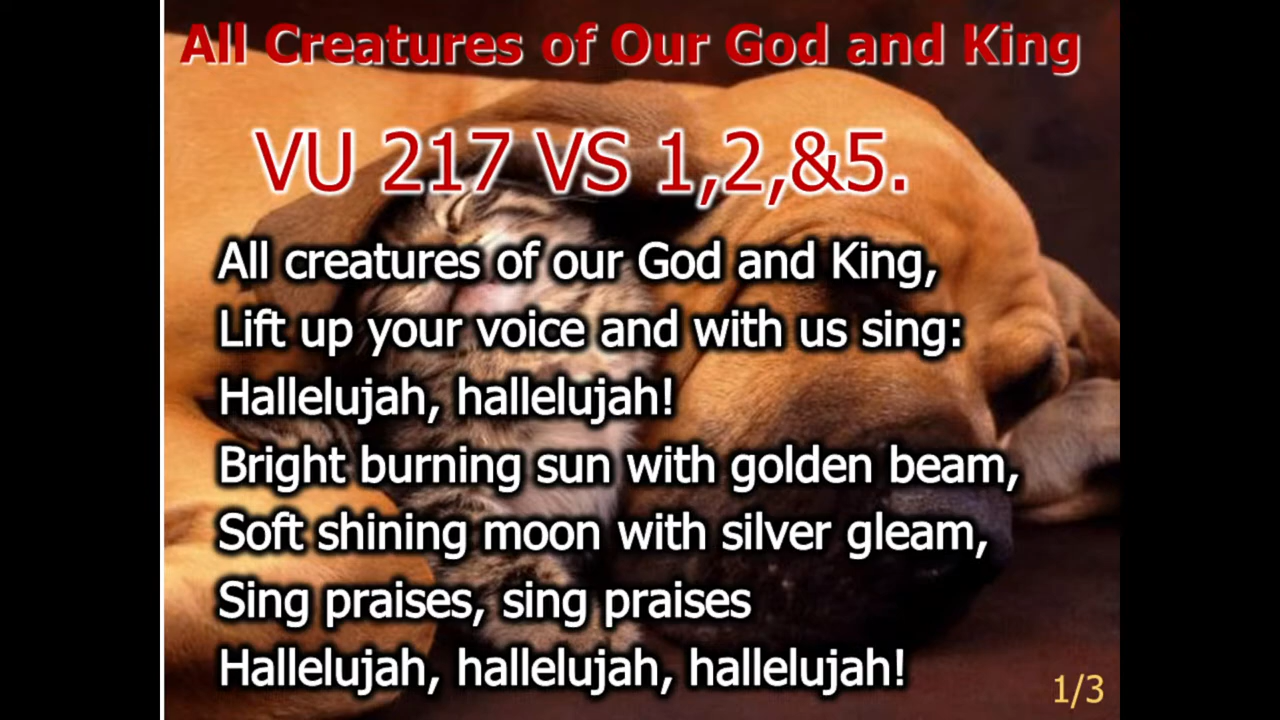 All Creatures of Our God and King
VU 217 VS 1,2,&5.
All creatures of our God and King,
Lift up your voice and with us sing:
Hallelujah, hallelujah!
Bright burning sun with golden beam,
Soft shining moon with silver gleam,
Sing praises, sing praises
Hallelujah, hallelujah, hallelujah!
1/3